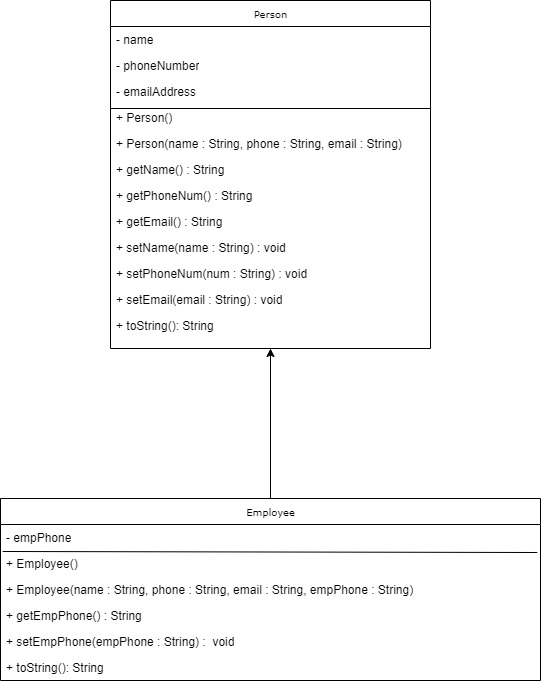 Person
- name
- phoneNumber
- emailAddress
+ Person()
+ Person(name : String, phone : String, email : String)
+ getName() : String
+ getPhoneNum() : String
+ getEmail() : String
+ setName(name : String) : void
+ setPhoneNum(num : String) : void
+ setEmail(email : String) : void
+ toString(): String
Employee
- empPhone
+ Employee()
+ Employee(name : String, phone : String, email : String, empPhone : String)
+ getEmpPhone() : String
+ setEmpPhone(empPhone : String) :  void
+ toString(): String